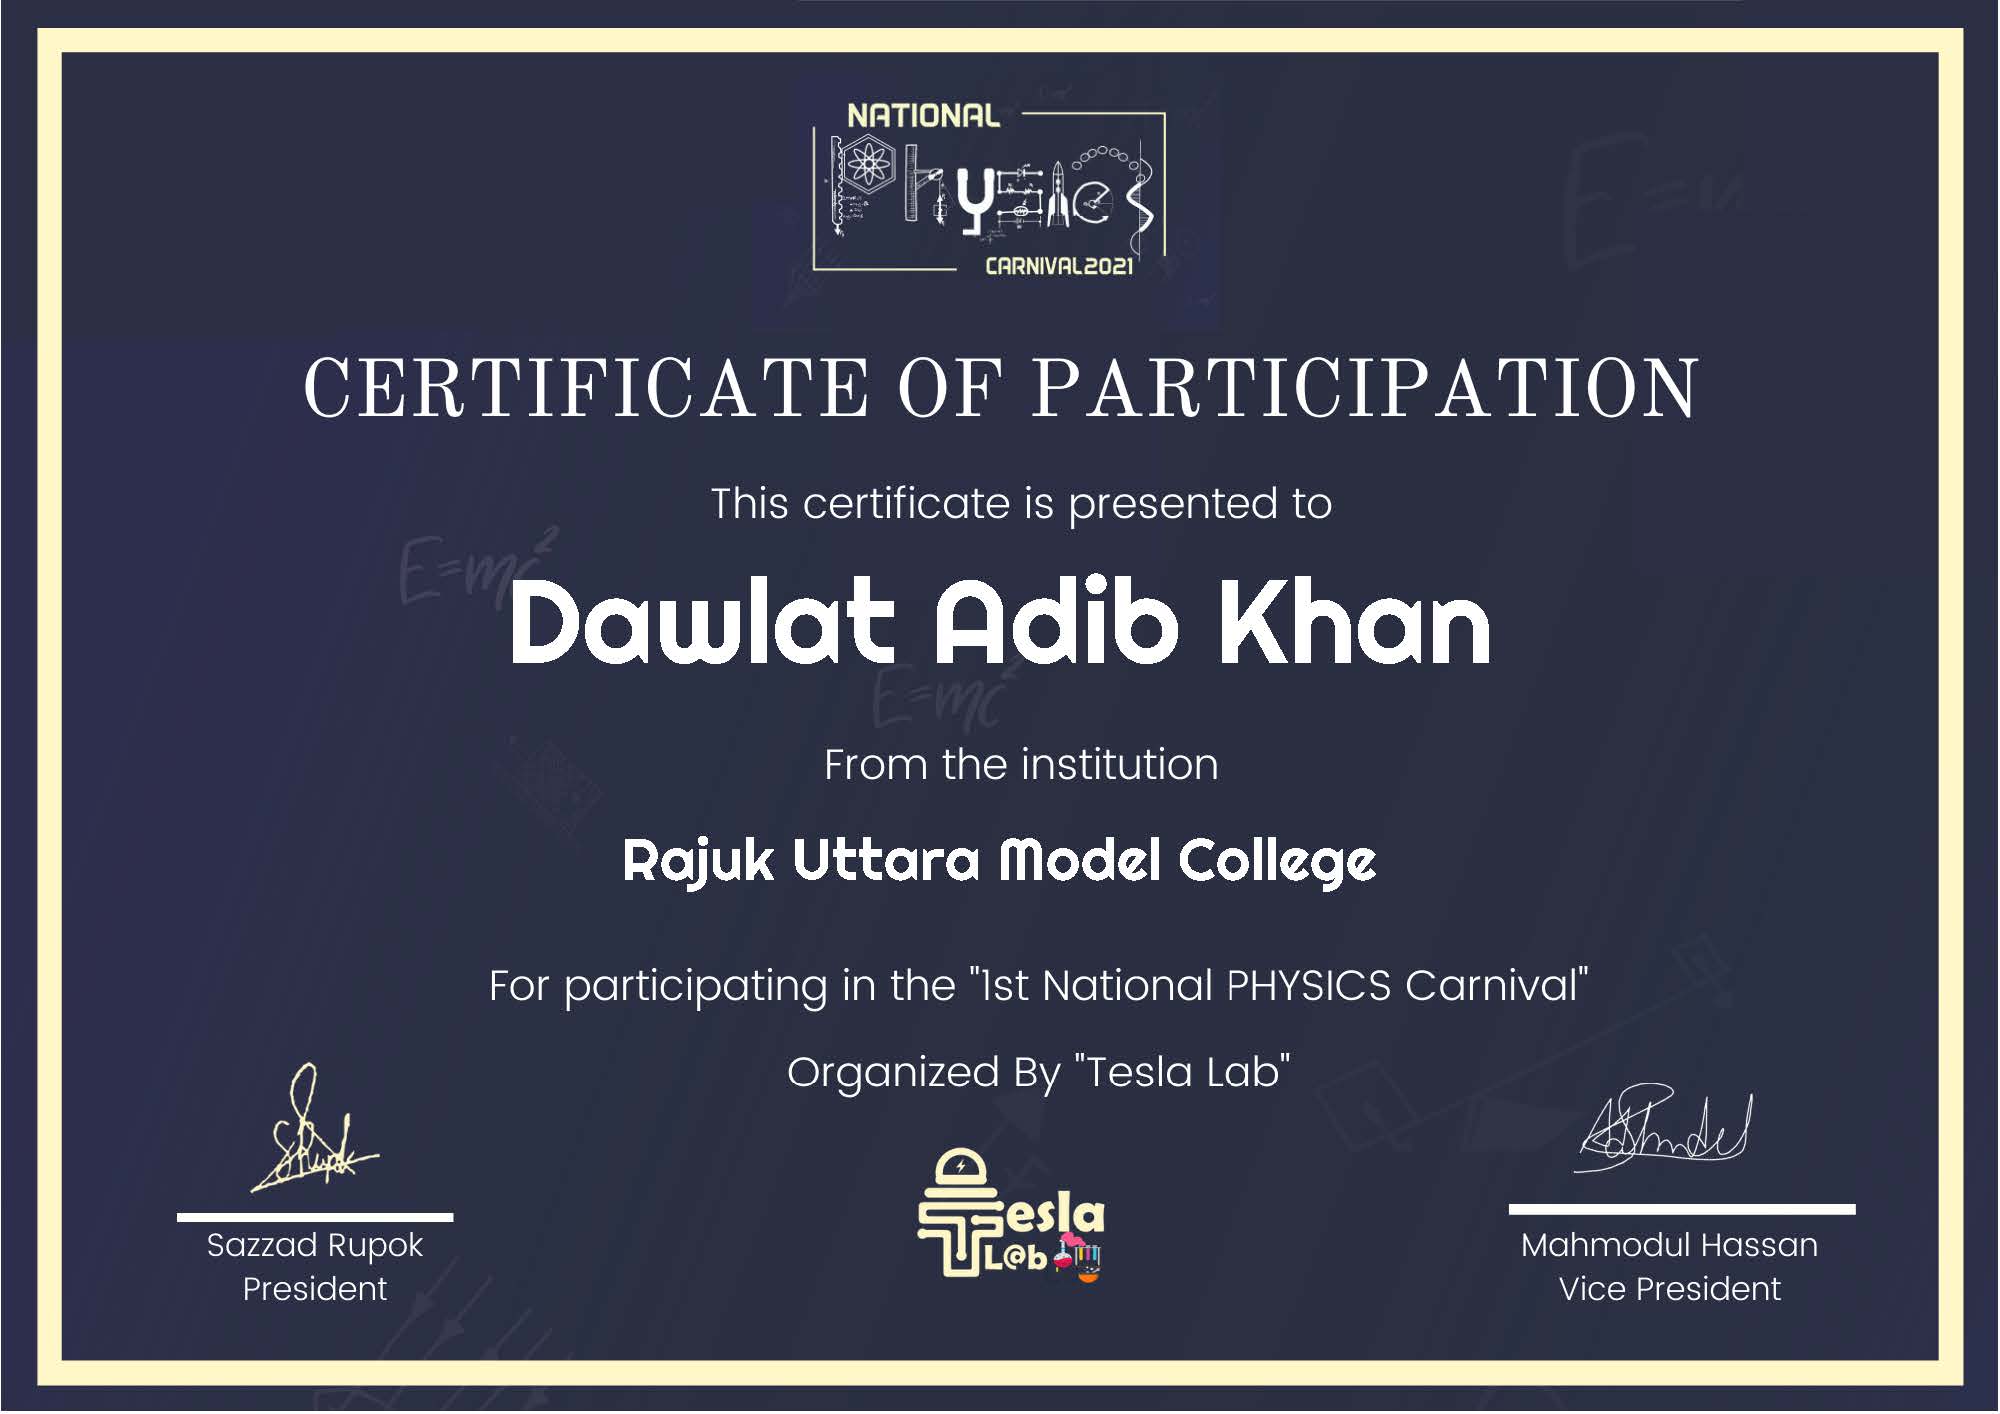 NATIONAL
Physics
CARNIVAL2021
CERTIFICATE OF PARTICIPATION
This certificate is presented to
E=mc²
Dawlat Adib Khan
E=mc²
From the institution
Rajuk Uttara Model College
For participating in the "1st National PHYSICS Carnival"
Organized By "Tesla Lab"
Tesla
L@b
Sazzad Rupok
President
Mahmodul Hassan
Vice President